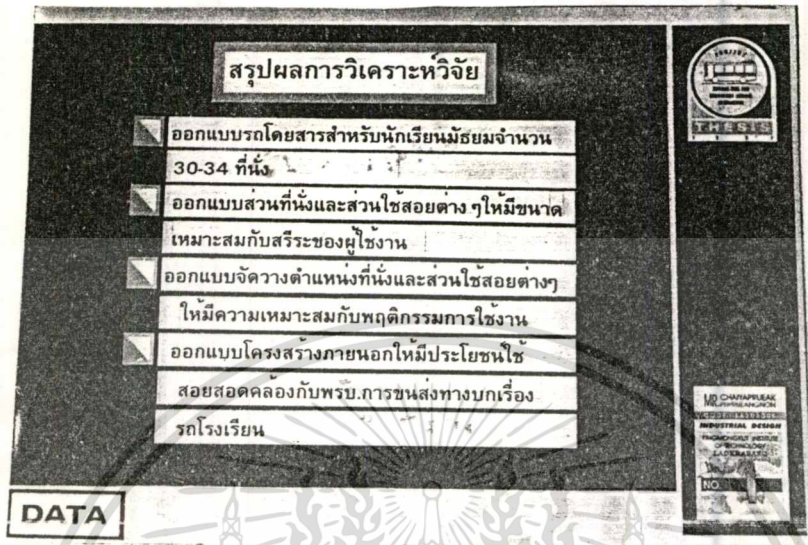 สรุปผลการวิเคราะห์วิจัย
ออกแบบรถโดยสารสำหรับนักเรียนมัธยมจำนวน
30-34 ที่นั่ง
ออกแบบส่วนที่นั่งและส่วนใช้สอยต่าง ๆให้มีขนาด
เหมาะสมกับสรีระของผู้ใช้งาน
ออกแบบจัดวางตำแหน่งที่นั่งและส่วนใช้สอยต่างๆ
ให้มีความเหมาะสมกับพฤติกรรมการใช้งาน
ออกแบบโครงสร้างภายนอกให้มีประโยชน์ใช้
สอยสอดคล้องกับพรบ.การขนส่งทางบกเรื่อง
รถโรงเรียน
THESIS
MR. CHAIYAPRUEAK
INDUSTRIAL DESIGN
KINGMONGKUT INSTITUTE
OF TECHNOLOGY
LADKRABANG
NO.
DATA